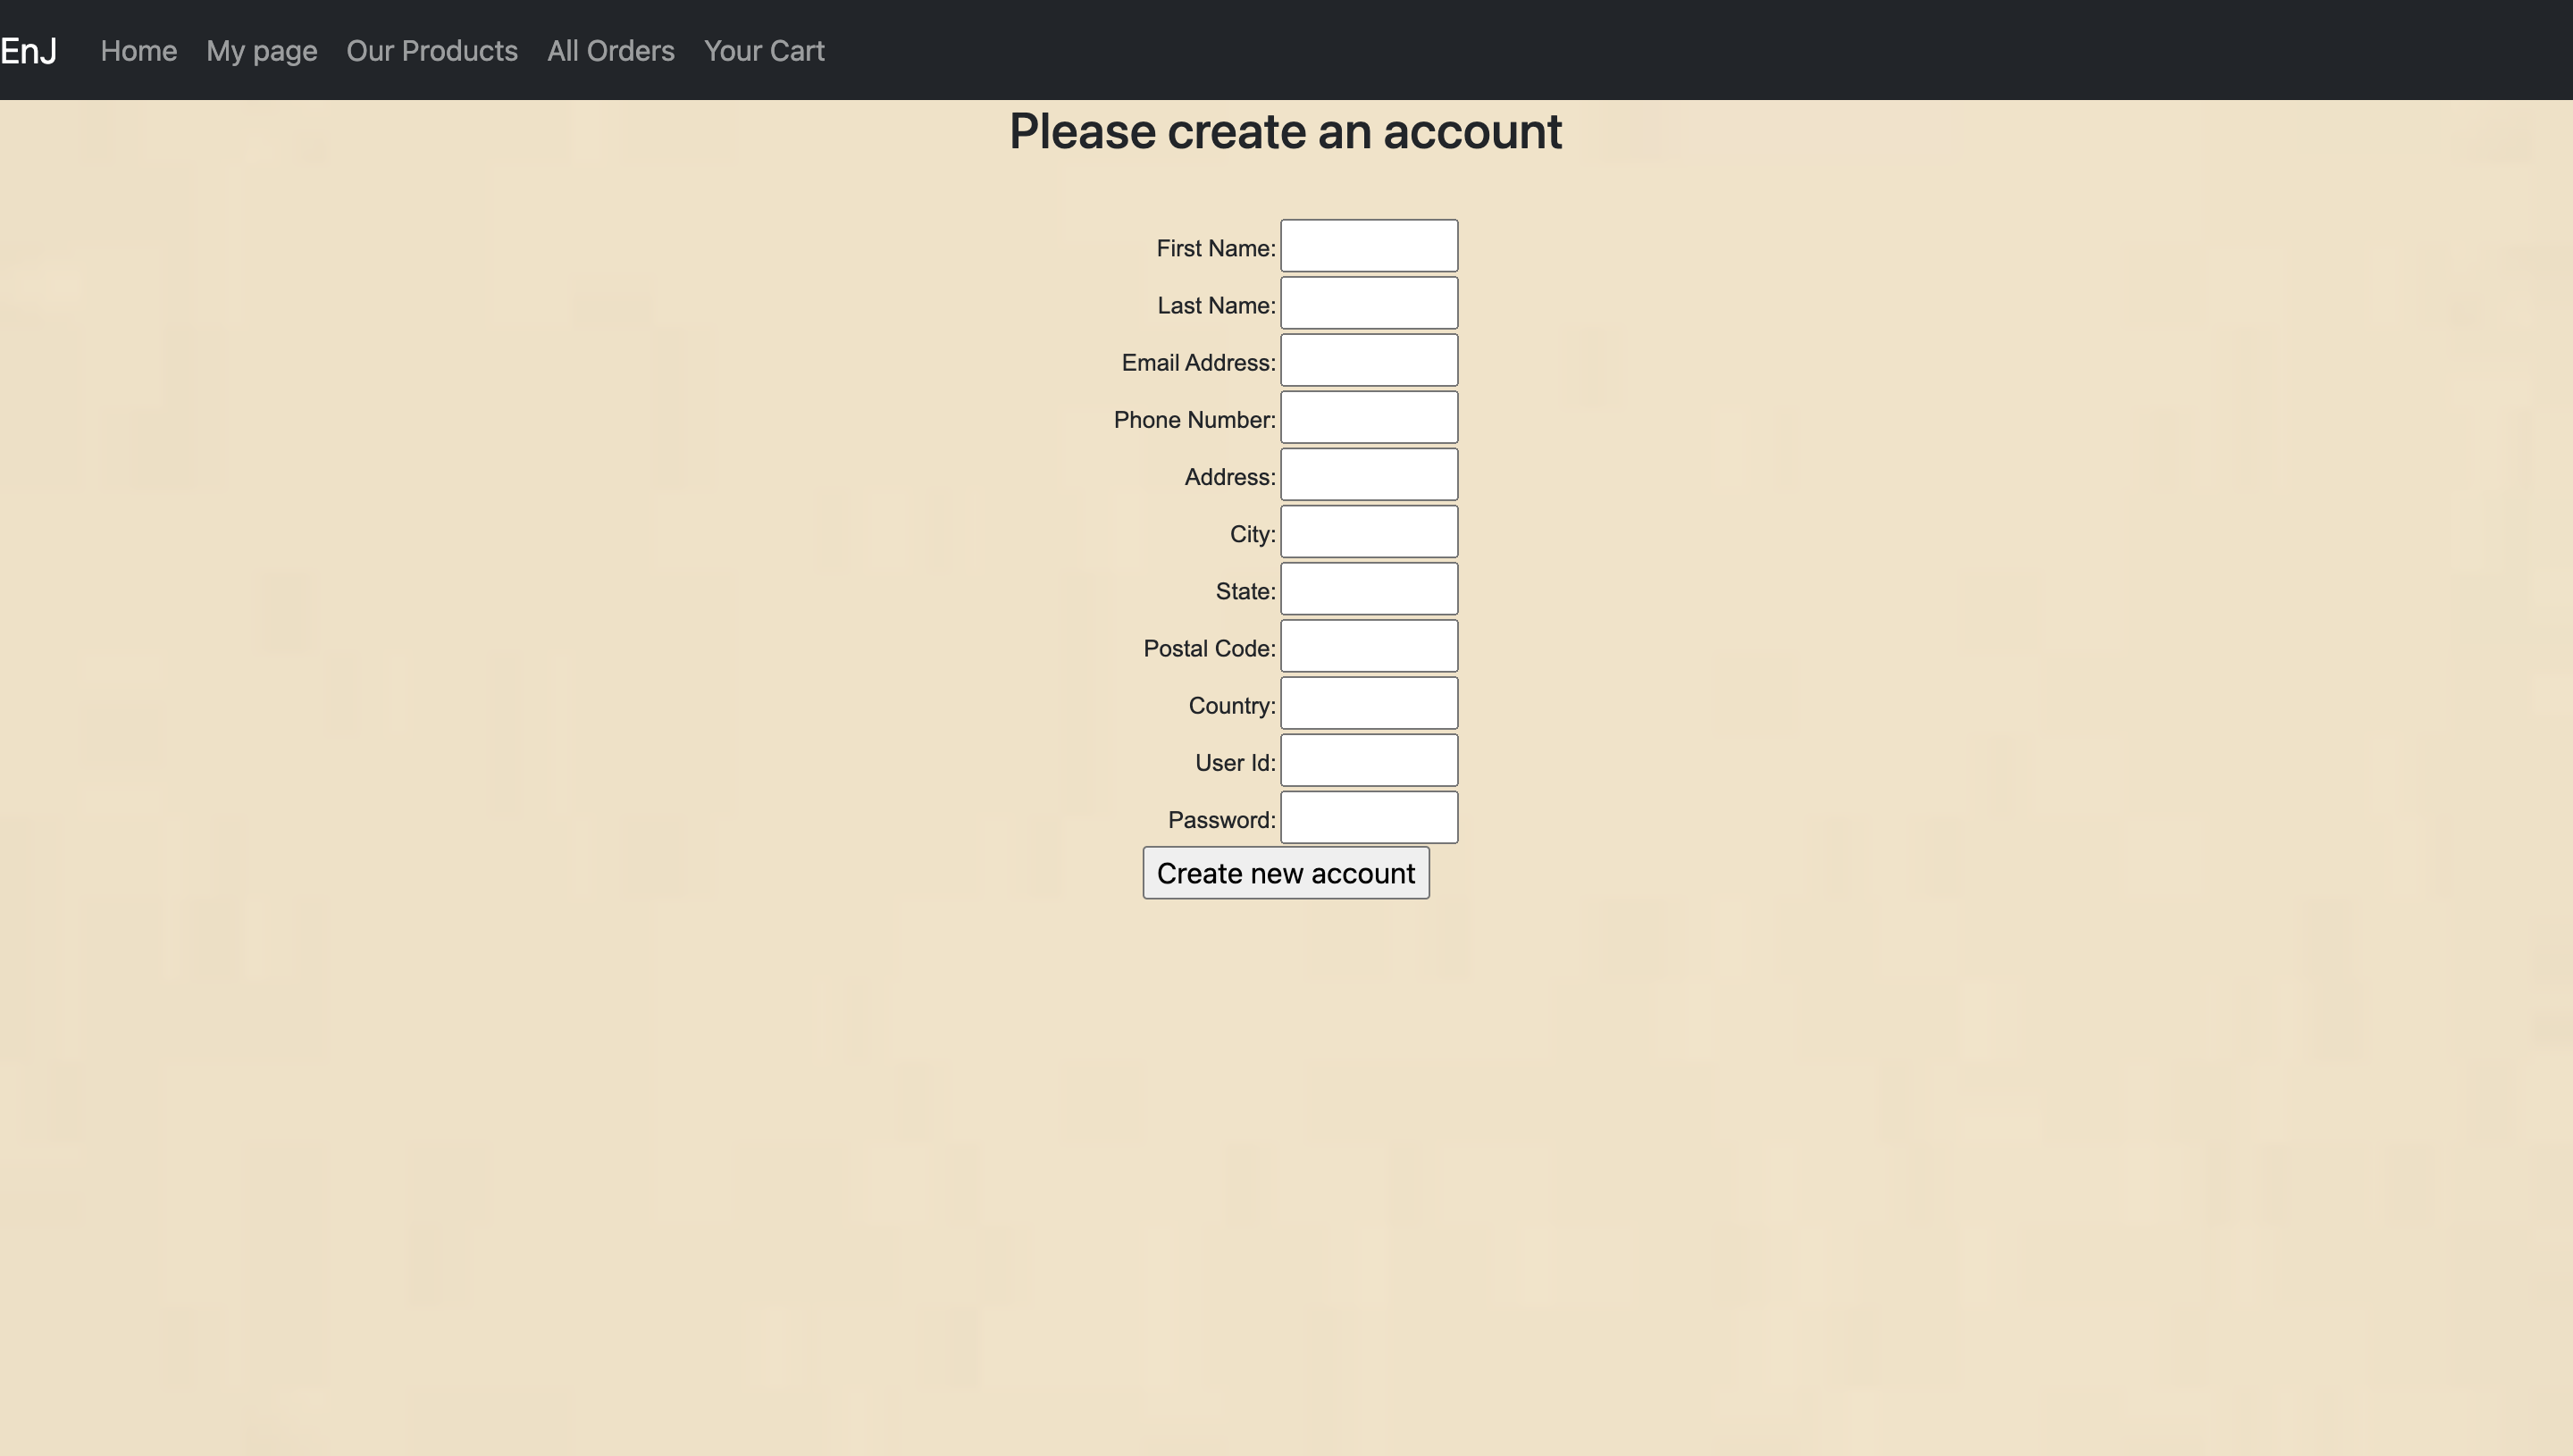 EnJ Home My page Our Products All Orders Your Cart
Please create an account
First Name:
Last Name:
Email Address:
Phone Number:
Address:
City:
State:
Postal Code:
Country:
User Id:
Password:
Create new account